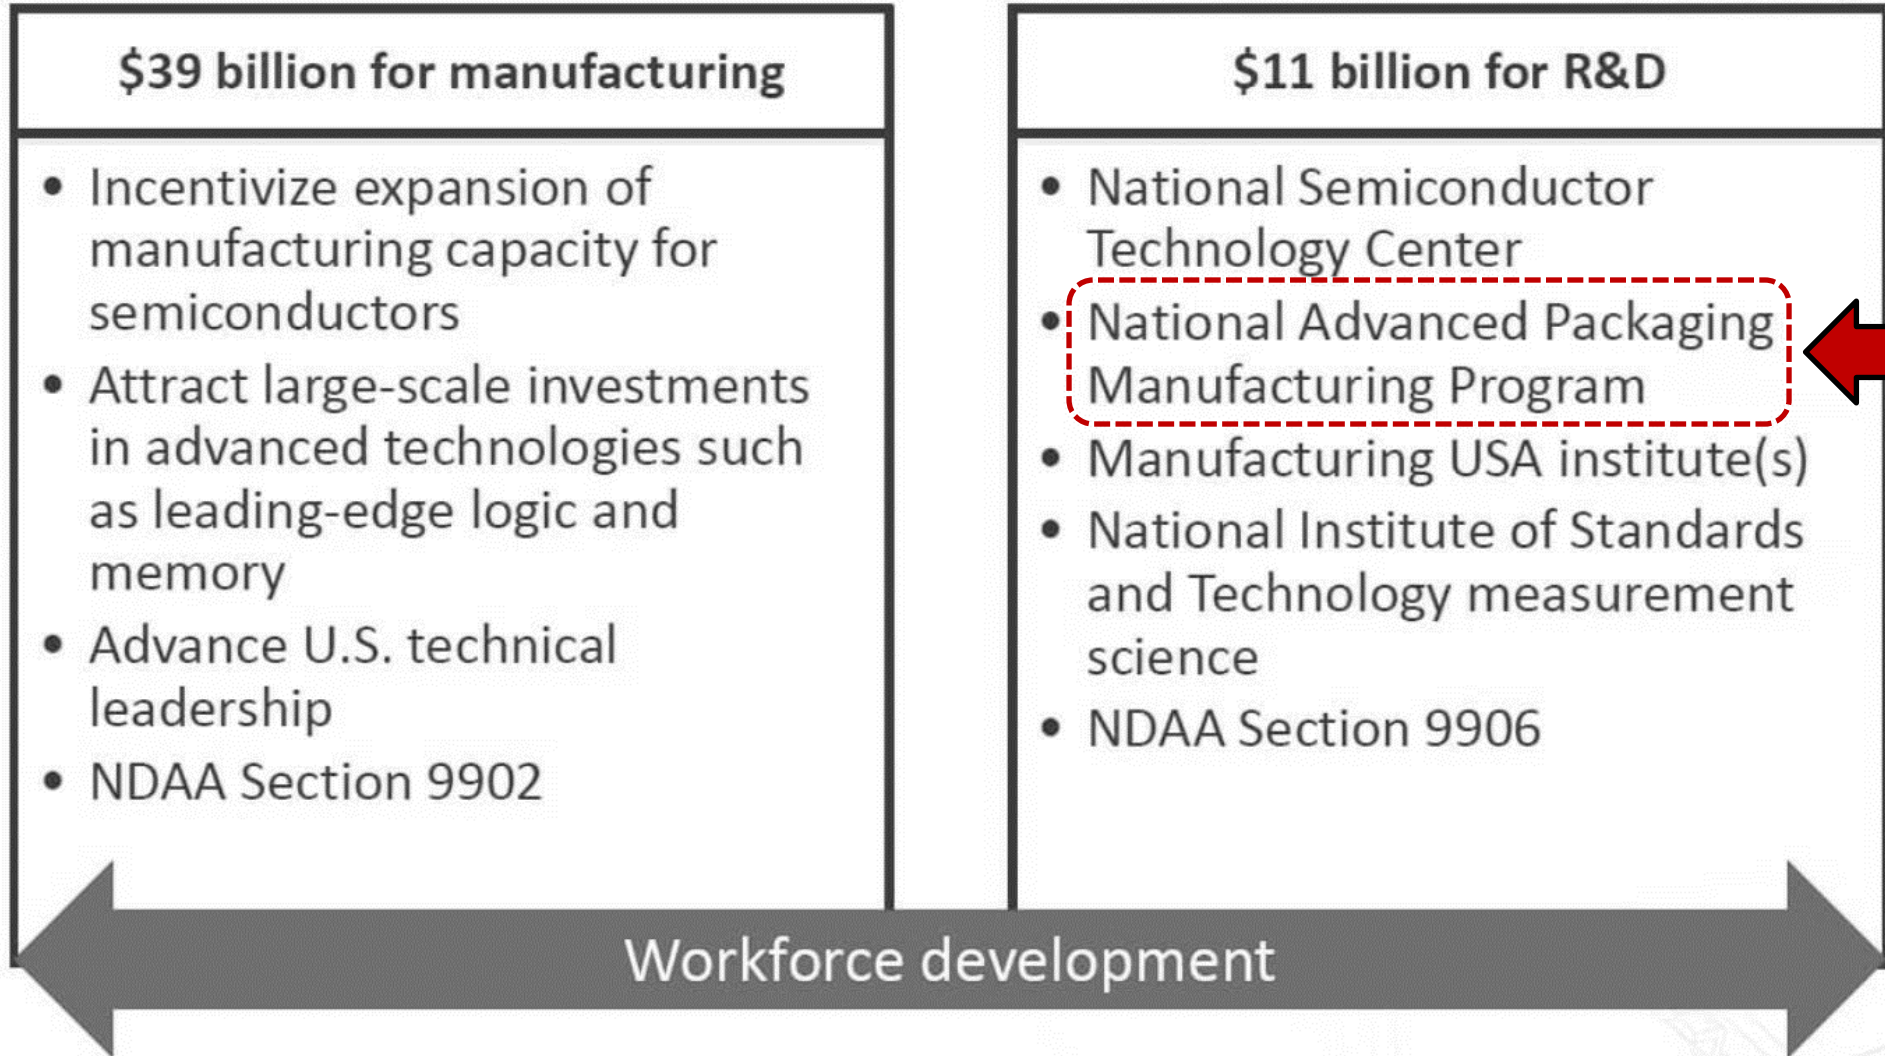 $39 billion for manufacturing
• Incentivize expansion of
manufacturing capacity for
semiconductors
• Attract large-scale investments
in advanced technologies such
as leading-edge logic and
memory
• Advance U.S. technical
leadership
• NDAA Section 9902
$11 billion for R&D
• National Semiconductor
Technology Center
• National Advanced Packaging
Manufacturing Program
• Manufacturing USA institute(s)
• National Institute of Standards
and Technology measurement
science
• NDAA Section 9906
Workforce development